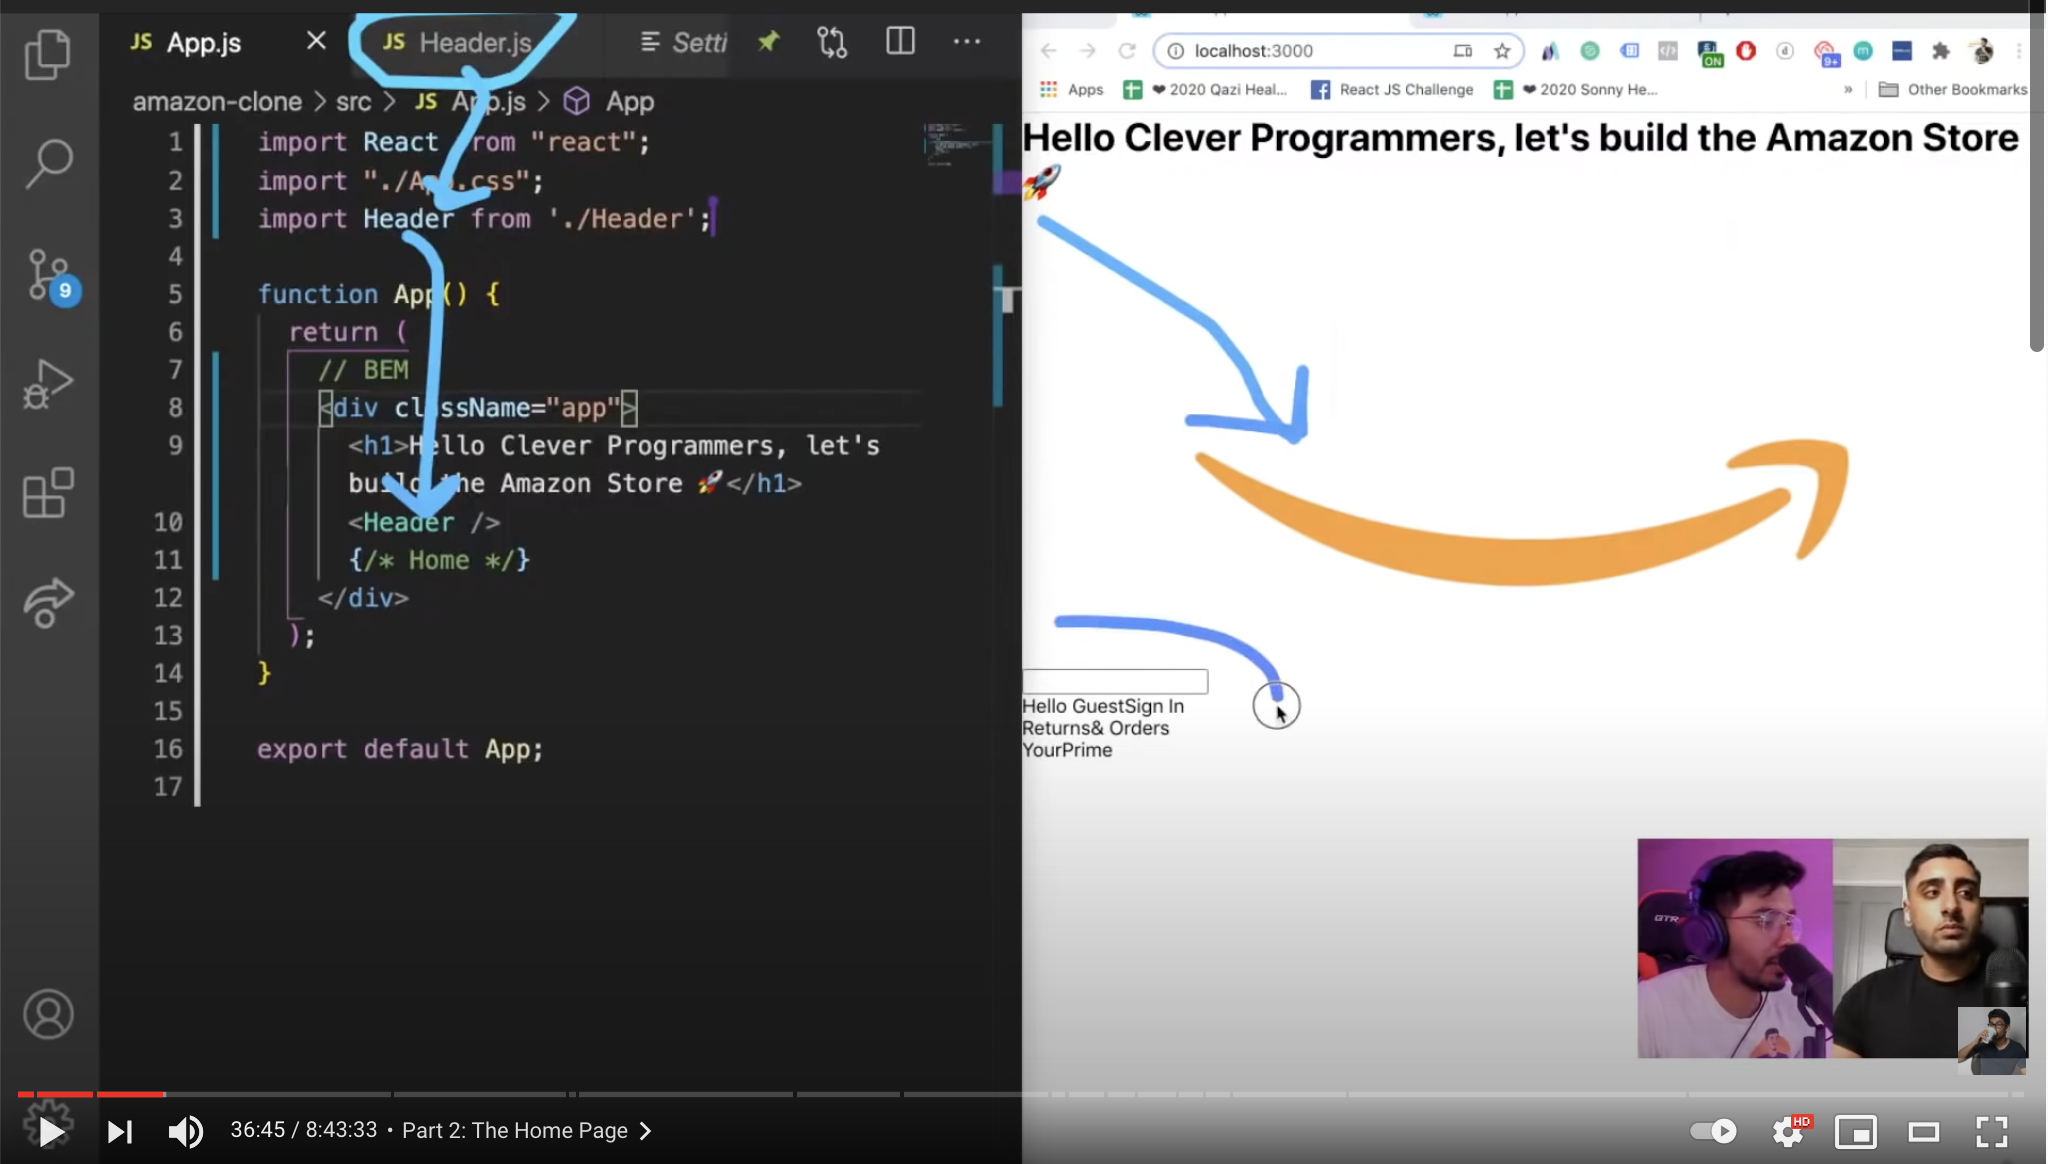 JS App.js
JS Header.js
Setti
amazon-clone > src > JS App.js > App
1 import React from "react";
2 import "./App.css";
3 import Header from './Header';
4
5 function App() {
6 return (
7 // BEM
8 <div className="app">
9 <h1>Hello Clever Programmers, let's
build the Amazon Store 🚀</h1>
10 <Header />
11 {/* Home */}
12 </div>
13 );
14 }
15
16 export default App;
17
9
localhost:3000
ON
9+
Apps
❤ 2020 Qazi Heal...
React JS Challenge
❤ 2020 Sonny He...
»
Other Bookmarks
Hello Clever Programmers, let's build the Amazon Store
🚀
Hello GuestSign In
Returns& Orders
YourPrime
36:45 / 8:43:33 • Part 2: The Home Page >
HD